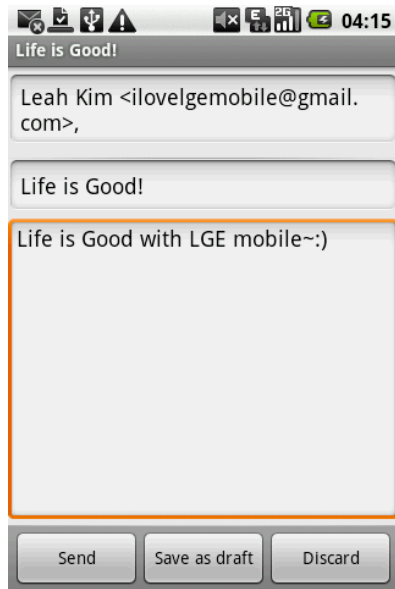 E 2G 04:15
Life is Good!
Leah Kim <ilovelgemobile@gmail.
com>,
Life is Good!
Life is Good with LGE mobile~:)
Send Save as draft Discard